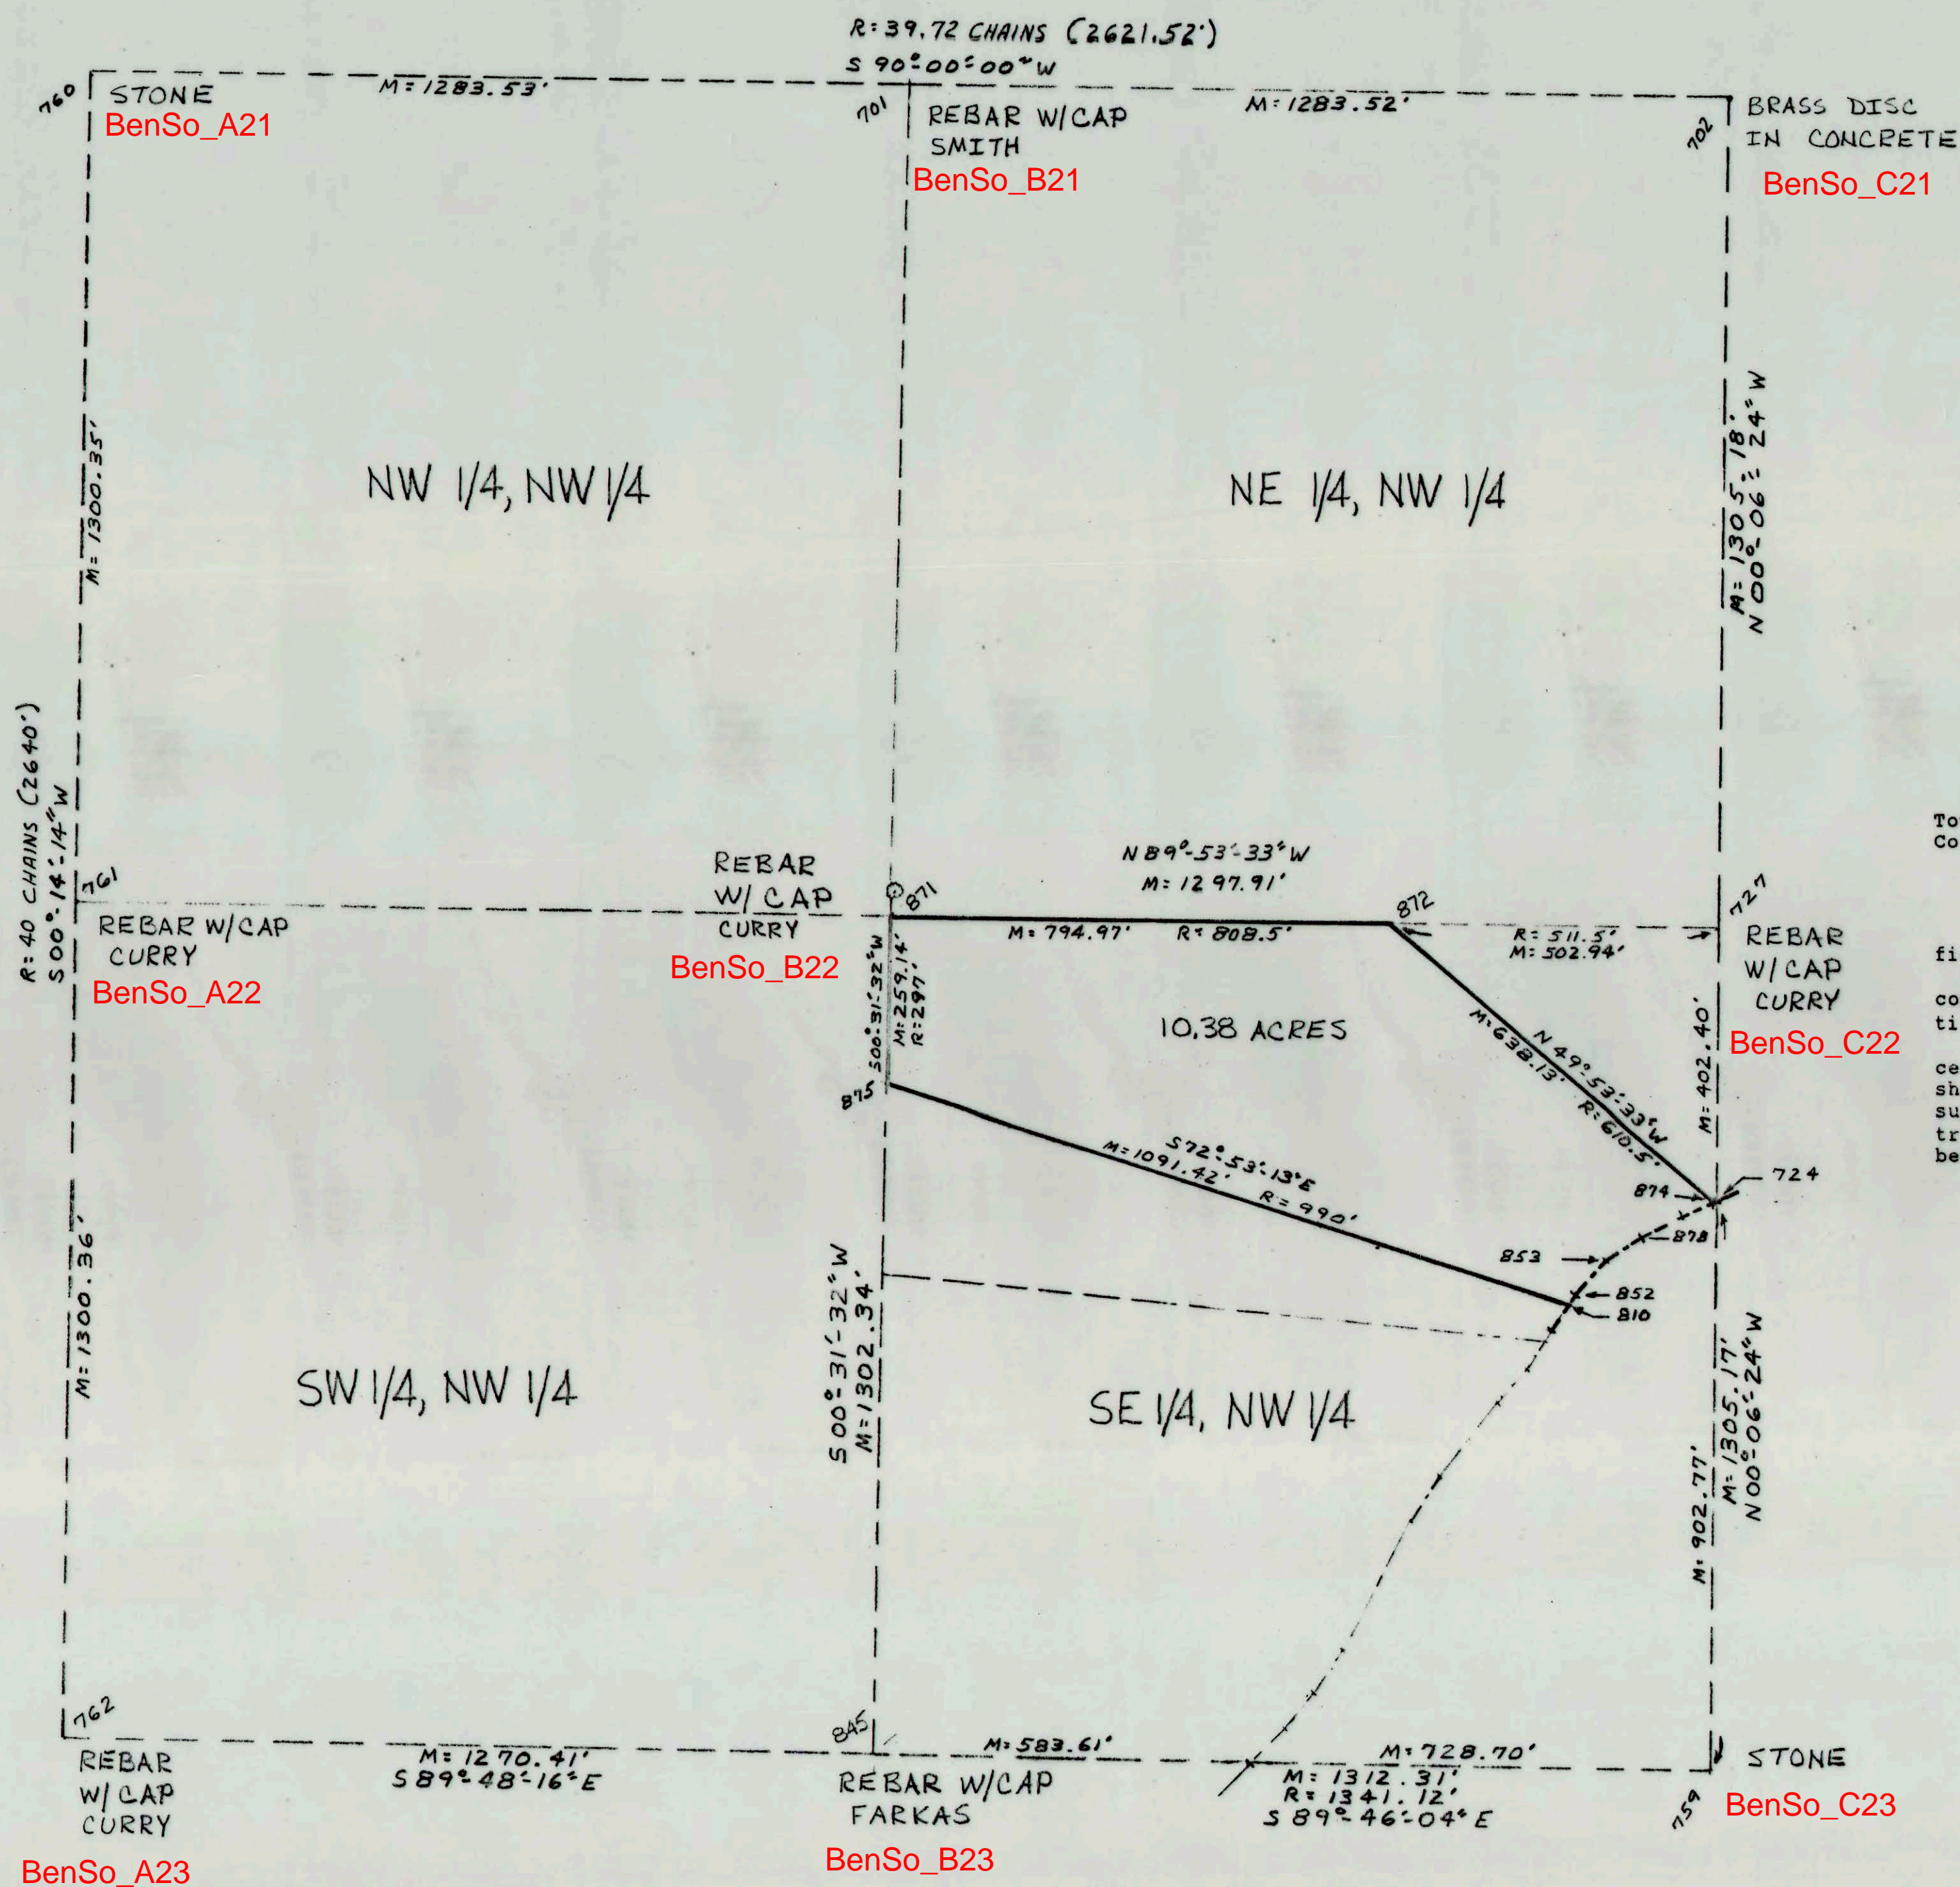 R: 39.72 CHAINS (2621.52')
S 90°-00'-00" W
760
STONE
BenSo_A21
M = 1283.53'
701
REBAR W/CAP
SMITH
BenSo_B21
M = 1283.52'
702
BRASS DISC
IN CONCRETE
BenSo_C21
M = 1300.35'
NW 1/4, NW 1/4
NE 1/4, NW 1/4
M = 1305.18'
N 00°-06'-24" W
R: 40 CHAINS (2640')
S00°-14'-14" W
761
REBAR W/CAP
CURRY
BenSo_A22
REBAR
W/ CAP
CURRY
BenSo_B22
871
N 89°-53'-33" W
M = 1297.91'
M = 794.97' R = 808.5'
872
R = 511.5'
M = 502.94'
727
REBAR
W/ CAP
CURRY
BenSo_C22
To
Co
fi
co
ti
ce
sh
su
tr
be
S00°-31'-32" W
M = 259.14'
R = 297'
10.38 ACRES
N 49°-53'-33" W
M = 638.13'
R = 610.5'
M = 402.40'
875
S72°-53'-13" E
M = 1091.42' R = 990'
874
724
878
853
852
810
M = 1300.36'
SW 1/4, NW 1/4
S00°-31'-32" W
M = 1302.34'
SE 1/4, NW 1/4
M = 902.77'
M = 1305.17'
N00°-06'-24" W
762
REBAR
W/ CAP
CURRY
BenSo_A23
M = 1270.41'
S 89°-48'-16" E
845
REBAR W/CAP
FARKAS
BenSo_B23
M = 583.61'
M = 728.70'
M = 1312.31'
R = 1341.12'
S 89°-46'-04" E
759
STONE
BenSo_C23